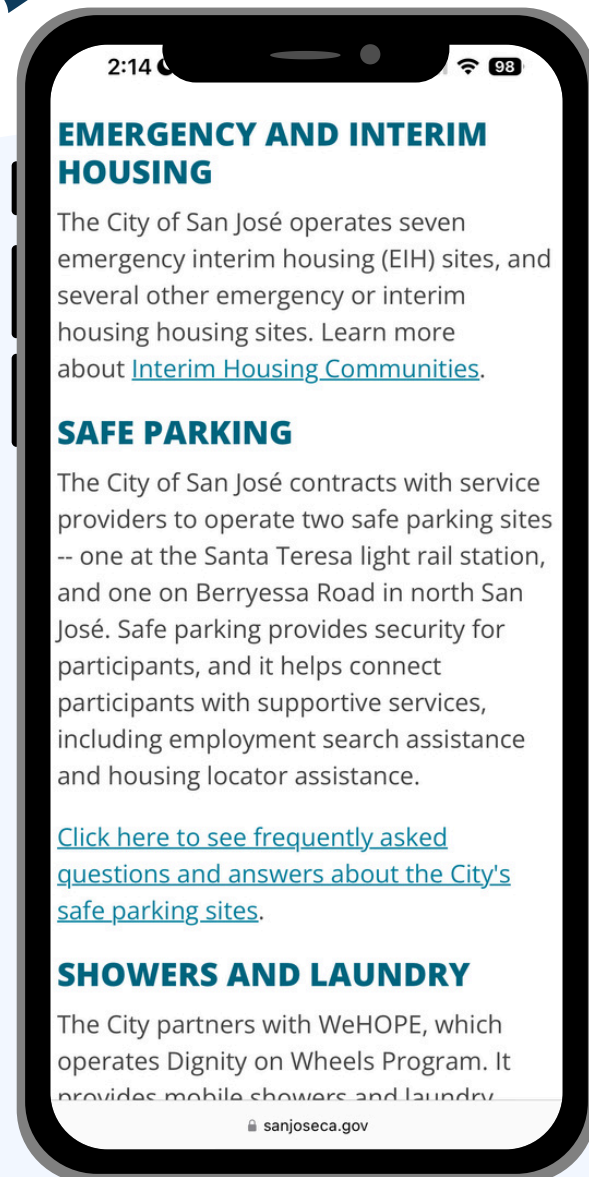 2:14
98
EMERGENCY AND INTERIM
HOUSING
The City of San José operates seven
emergency interim housing (EIH) sites, and
several other emergency or interim
housing housing sites. Learn more
about Interim Housing Communities.
SAFE PARKING
The City of San José contracts with service
providers to operate two safe parking sites
-- one at the Santa Teresa light rail station,
and one on Berryessa Road in north San
José. Safe parking provides security for
participants, and it helps connect
participants with supportive services,
including employment search assistance
and housing locator assistance.
Click here to see frequently asked
questions and answers about the City's
safe parking sites.
SHOWERS AND LAUNDRY
The City partners with WeHOPE, which
operates Dignity on Wheels Program. It
provides mobile showers and laundry
sanjoseca.gov